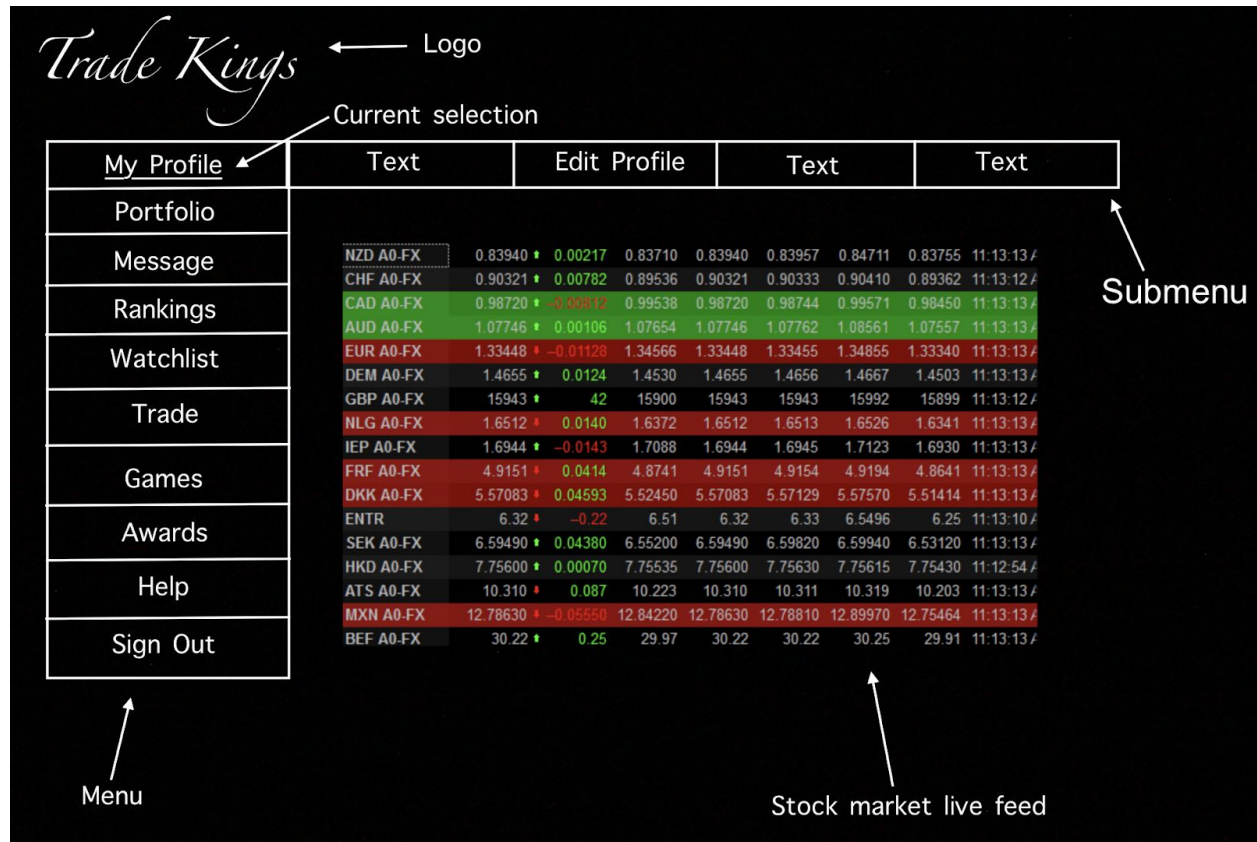 Trade Kings
Logo
Current selection
My Profile Text Edit Profile Text Text
Portfolio
Message
Rankings
Watchlist
Trade
Games
Awards
Help
Sign Out
Submenu
NZD A0-FX 0.83940 0.00217 0.83710 0.83940 0.83957 0.84711 0.83755 11:13:13
CHF A0-FX 0.90321 0.00782 0.89536 0.90321 0.90333 0.90410 0.89362 11:13:12
CAD A0-FX 0.98720 –0.00812 0.99538 0.98720 0.98744 0.99571 0.98450 11:13:13
AUD A0-FX 1.07746 0.00106 1.07654 1.07746 1.07762 1.08561 1.07557 11:13:13
EUR A0-FX 1.33448 –0.01128 1.34566 1.33448 1.33455 1.34855 1.33340 11:13:13
DEM A0-FX 1.4655 0.0124 1.4530 1.4655 1.4656 1.4667 1.4503 11:13:13
GBP A0-FX 15943 42 15900 15943 15943 15992 15899 11:13:12
NLG A0-FX 1.6512 0.0140 1.6372 1.6512 1.6513 1.6526 1.6341 11:13:13
IEP A0-FX 1.6944 –0.0143 1.7088 1.6944 1.6945 1.7123 1.6930 11:13:13
FRF A0-FX 4.9151 0.0414 4.8741 4.9151 4.9154 4.9194 4.8641 11:13:13
DKK A0-FX 5.57083 0.04593 5.52450 5.57083 5.57129 5.57570 5.51414 11:13:13
ENTR 6.32 –0.22 6.51 6.32 6.33 6.5496 6.25 11:13:10
SEK A0-FX 6.59490 0.04380 6.55200 6.59490 6.59820 6.59940 6.53120 11:13:13
HKD A0-FX 7.75600 0.00070 7.75535 7.75600 7.75630 7.75615 7.75430 11:12:54
ATS A0-FX 10.310 0.087 10.223 10.310 10.311 10.319 10.203 11:13:13
MXN A0-FX 12.78630 –0.05550 12.84220 12.78630 12.78810 12.89970 12.75464 11:13:13
BEF A0-FX 30.22 0.25 29.97 30.22 30.22 30.25 29.91 11:13:13
Menu
Stock market live feed